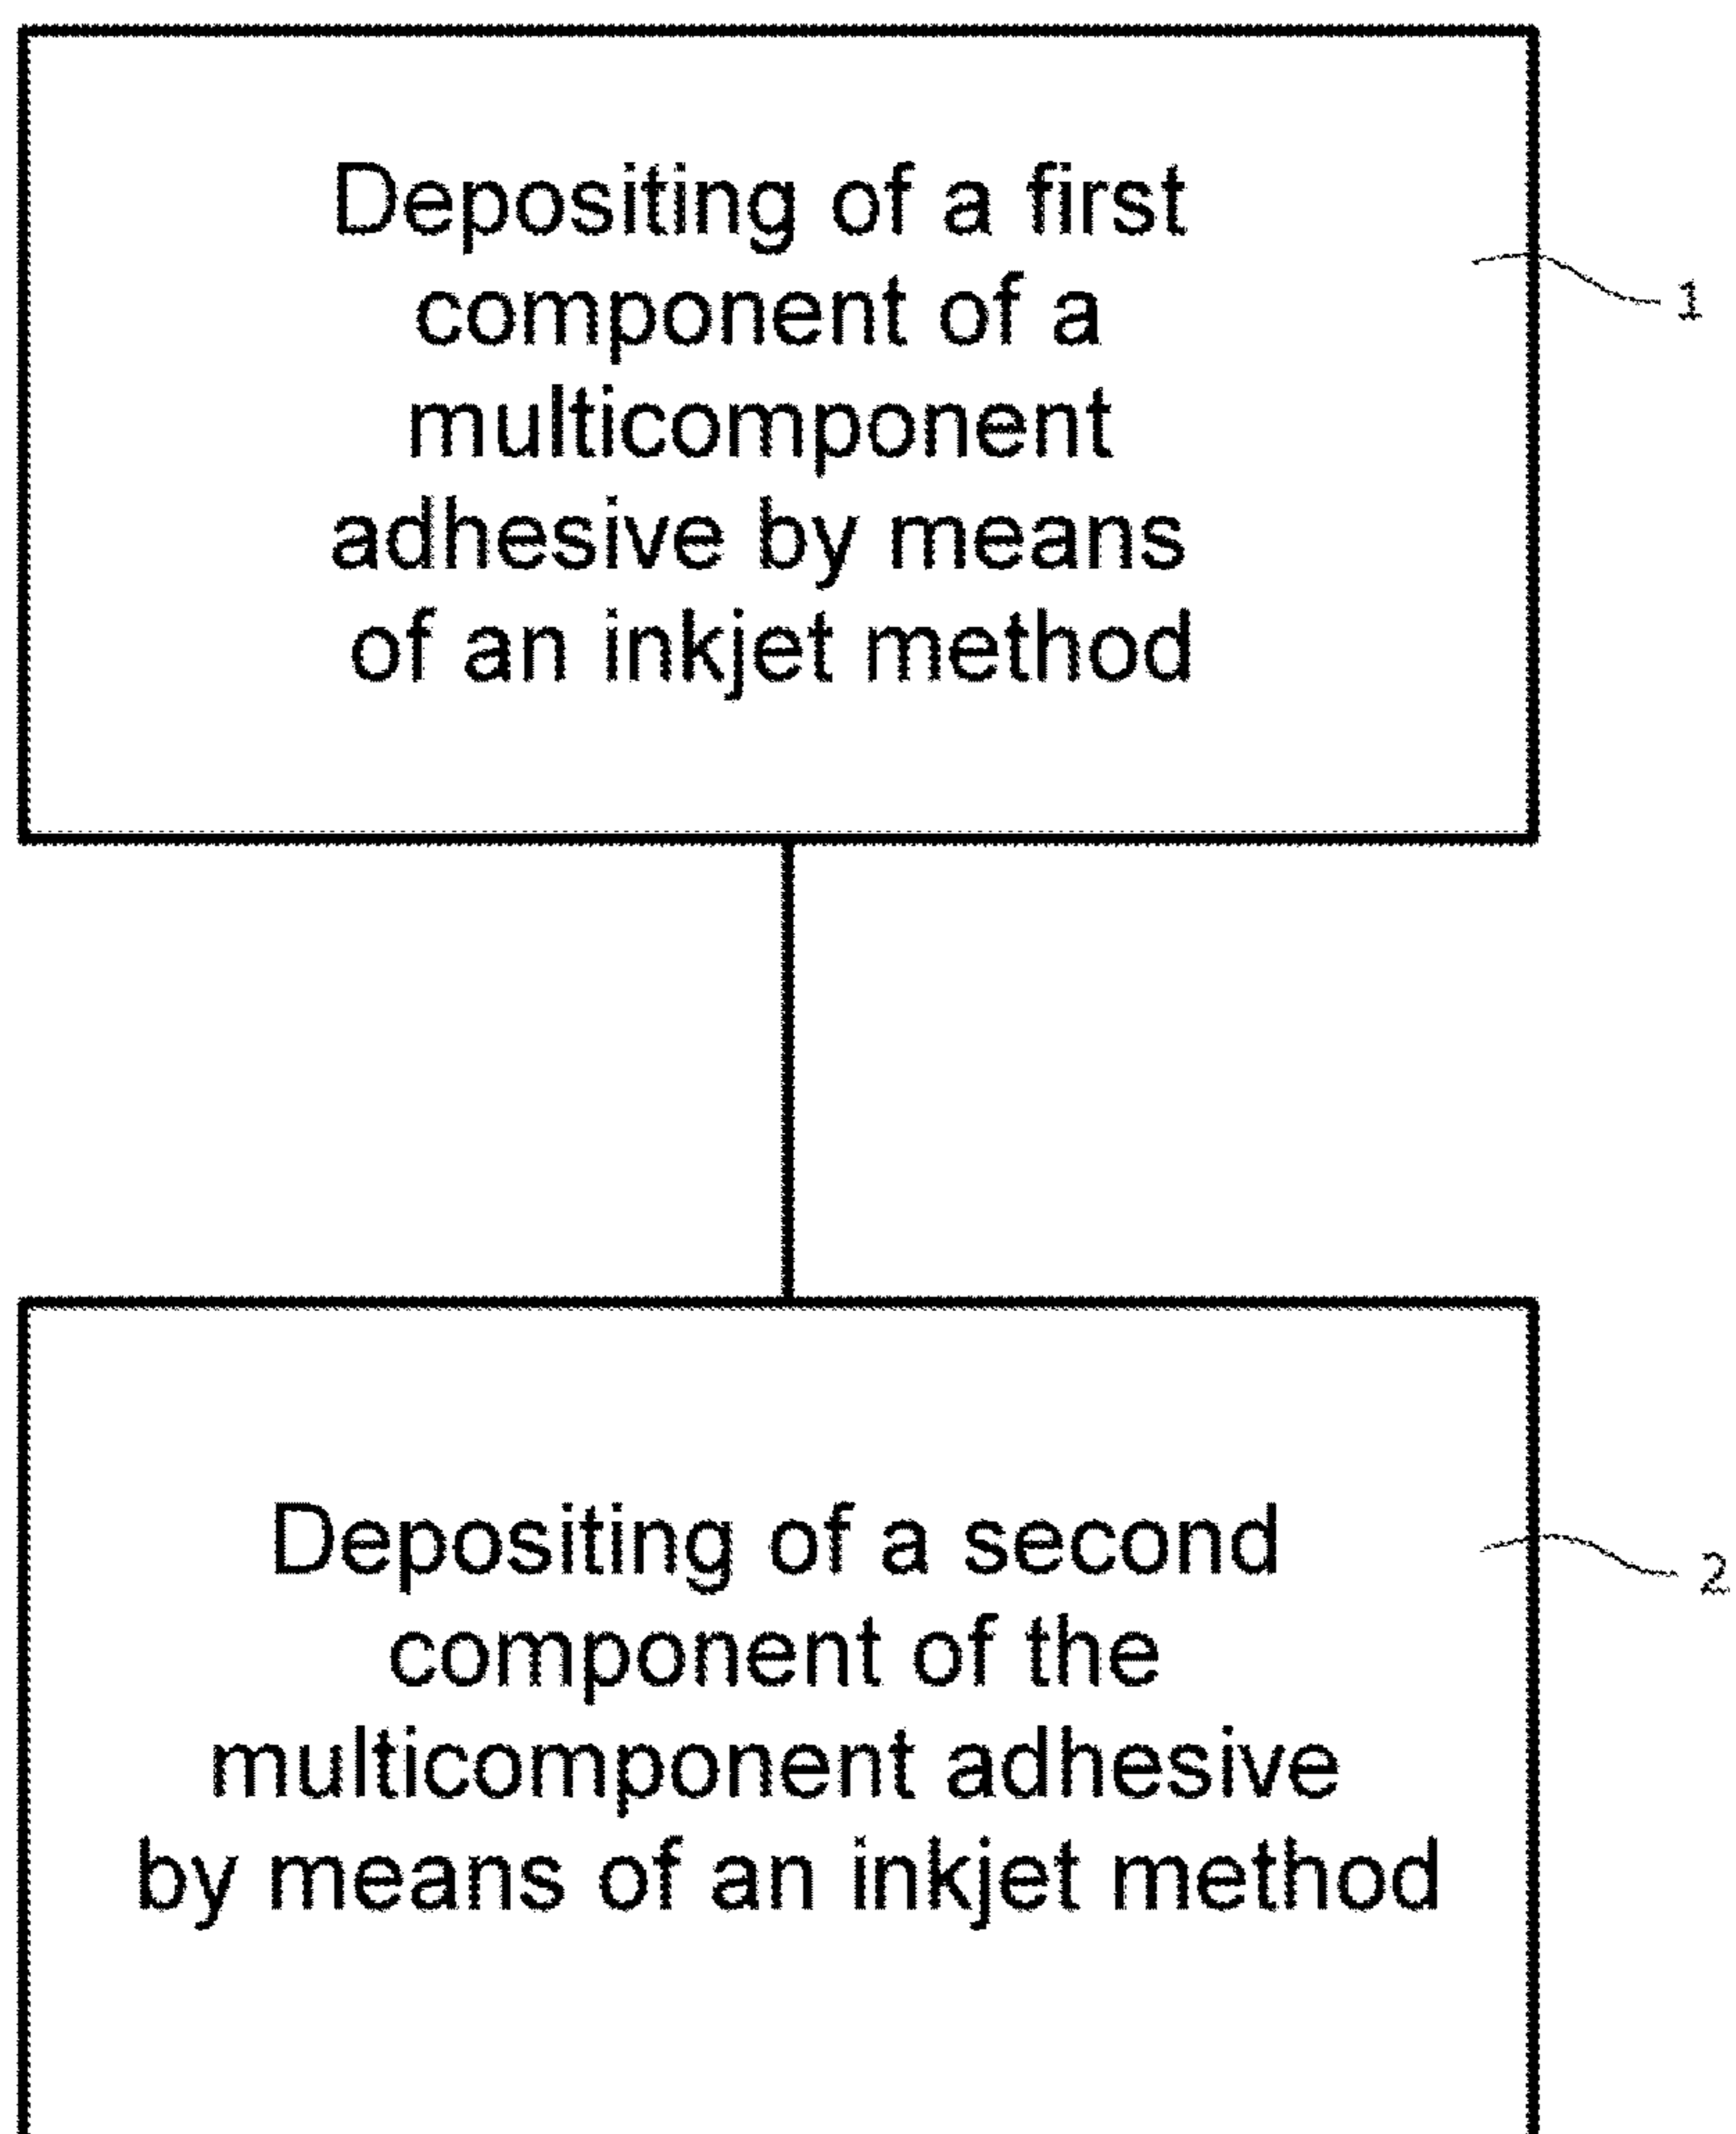 Depositing of a first
component of a
multicomponent
adhesive by means
of an inkjet method
1
Depositing of a second
component of the
multicomponent adhesive
by means of an inkjet method
2